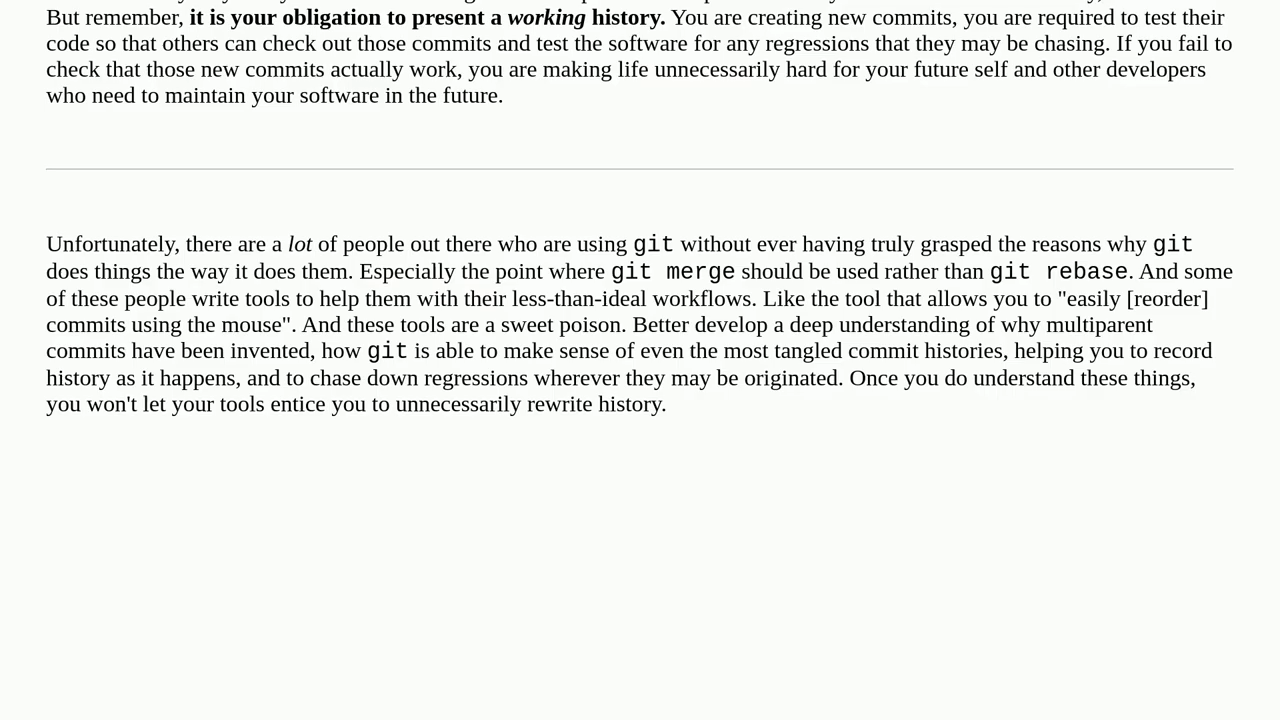 But remember, it is your obligation to present a working history. You are creating new commits, you are required to test their
code so that others can check out those commits and test the software for any regressions that they may be chasing. If you fail to
check that those new commits actually work, you are making life unnecessarily hard for your future self and other developers
who need to maintain your software in the future.
Unfortunately, there are a lot of people out there who are using git without ever having truly grasped the reasons why git
does things the way it does them. Especially the point where git merge should be used rather than git rebase. And some
of these people write tools to help them with their less-than-ideal workflows. Like the tool that allows you to "easily [reorder]
commits using the mouse". And these tools are a sweet poison. Better develop a deep understanding of why multiparent
commits have been invented, how git is able to make sense of even the most tangled commit histories, helping you to record
history as it happens, and to chase down regressions wherever they may be originated. Once you do understand these things,
you won't let your tools entice you to unnecessarily rewrite history.